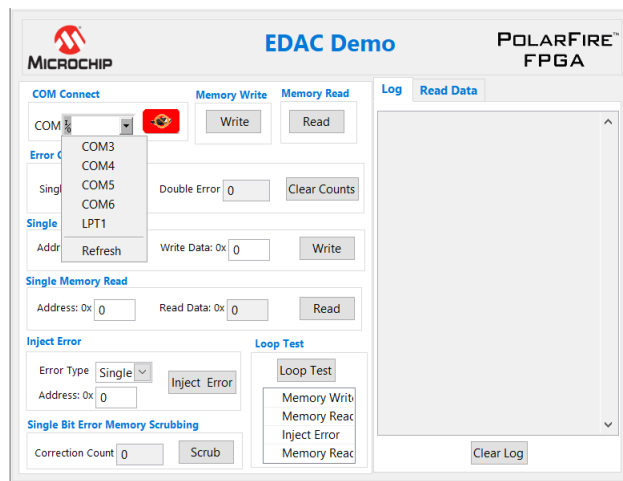 MICROCHIP
EDAC Demo
POLARFIRE™
FPGA
COM Connect
Memory Write
Memory Read
Log
Read Data
COM
Write
Read
COM3
COM4
COM5
COM6
LPT1
Refresh
Double Error 0
Clear Counts
Single
Write Data: 0x 0
Write
Single Memory Read
Address: 0x 0
Read Data: 0x 0
Read
Inject Error
Error Type Single
Address: 0x 0
Inject Error
Loop Test
Loop Test
Memory Write
Memory Read
Inject Error
Memory Read
Single Bit Error Memory Scrubbing
Correction Count 0
Scrub
Clear Log